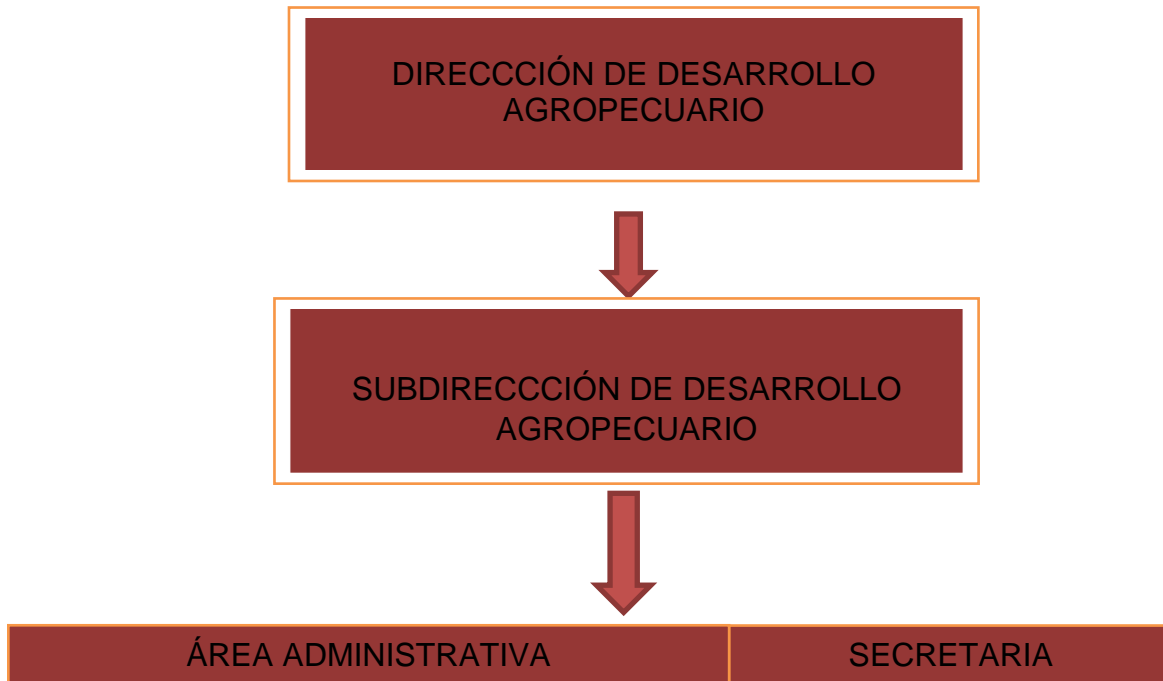 DIRECCCIÓN DE DESARROLLO
AGROPECUARIO
SUBDIRECCCIÓN DE DESARROLLO
AGROPECUARIO
ÁREA ADMINISTRATIVA
SECRETARIA